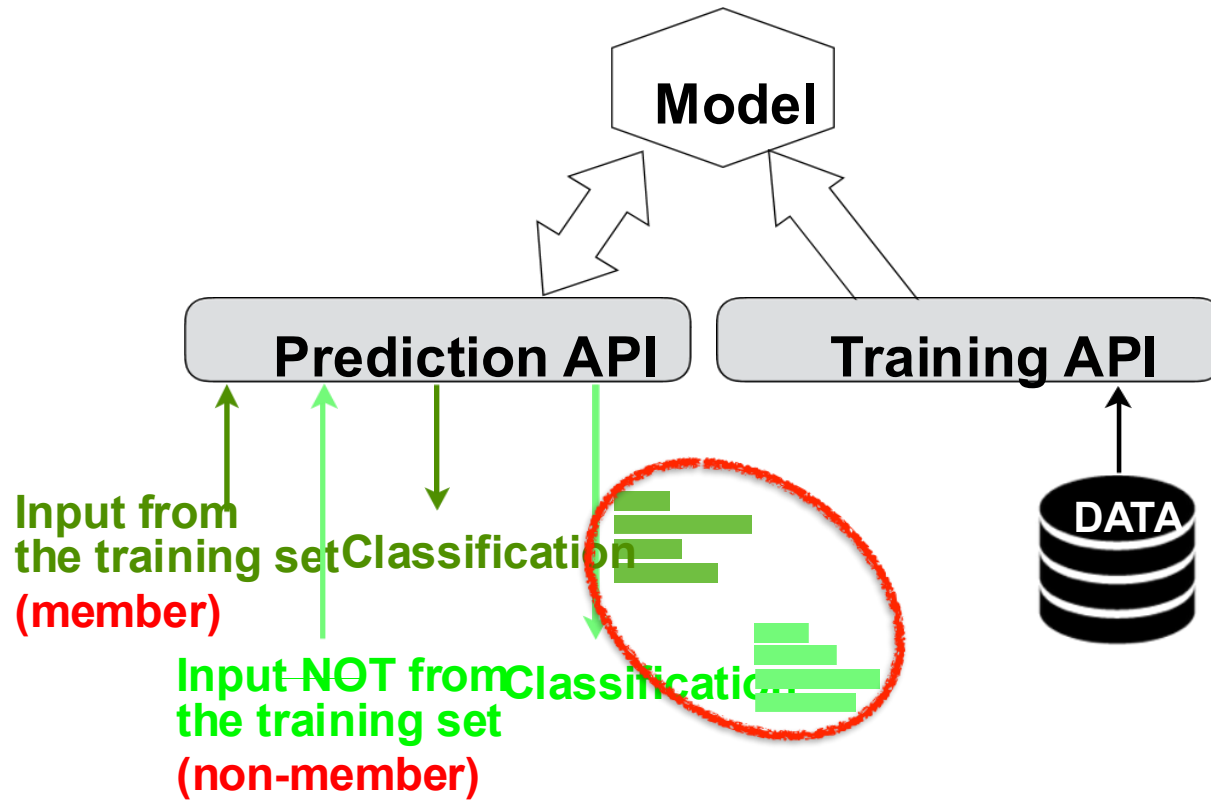 Model
Prediction API
Training API
Input from
the training set
(member)
Classification
DATA
Input NOT from
the training set
(non-member)
Classification